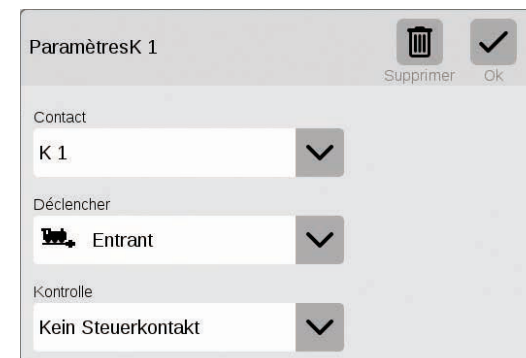 ParamètresK 1
Supprimer
Ok
Contact
K 1
Déclencher
Entrant
Kontrolle
Kein Steuerkontakt